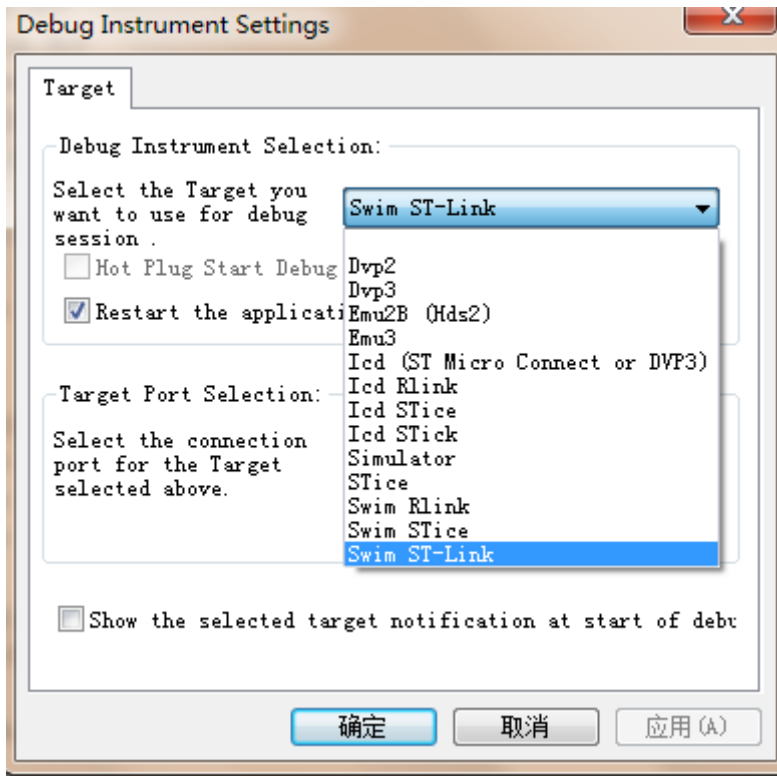 Debug Instrument Settings
Target
Debug Instrument Selection:
Select the Target you
want to use for debug
session .
Swim ST-Link
Hot Plug Start Debug
Restart the applicati
Dvp2
Dvp3
Emu2B (Hds2)
Emu3
Icd (ST Micro Connect or DVP3)
Icd Rlink
Icd STice
Icd STick
Simulator
STice
Swim Rlink
Swim STice
Swim ST-Link
Target Port Selection:
Select the connection
port for the Target
selected above.
Show the selected target notification at start of debu
确定
取消
应用(A)